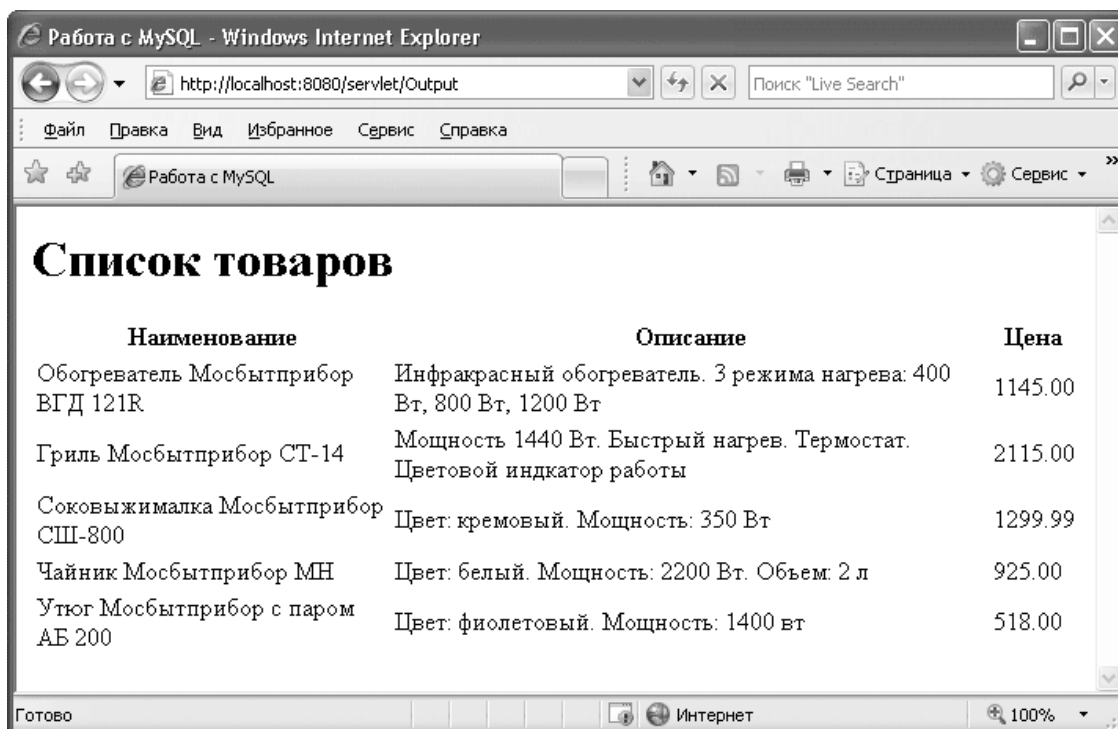 Работа с MySQL - Windows Internet Explorer
http://localhost:8080/servlet/Output
Поиск "Live Search"
Файл Правка Вид Избранное Сервис Справка
Работа с MySQL
Страница Сервис »
Список товаров
Наименование Описание Цена
Обогреватель Мосбытприбор
ВГД 121R
Инфракрасный обогреватель. 3 режима нагрева: 400
Вт, 800 Вт, 1200 Вт
1145.00
Гриль Мосбытприбор СТ-14
Мощность 1440 Вт. Быстрый нагрев. Термостат.
Цветовой индкатор работы
2115.00
Соковыжималка Мосбытприбор
СШ-800
Цвет: кремовый. Мощность: 350 Вт
1299.99
Чайник Мосбытприбор МН
Цвет: белый. Мощность: 2200 Вт. Объем: 2 л
925.00
Утюг Мосбытприбор с паром
АБ 200
Цвет: фиолетовый. Мощность: 1400 вт
518.00
Готово Интернет 100%